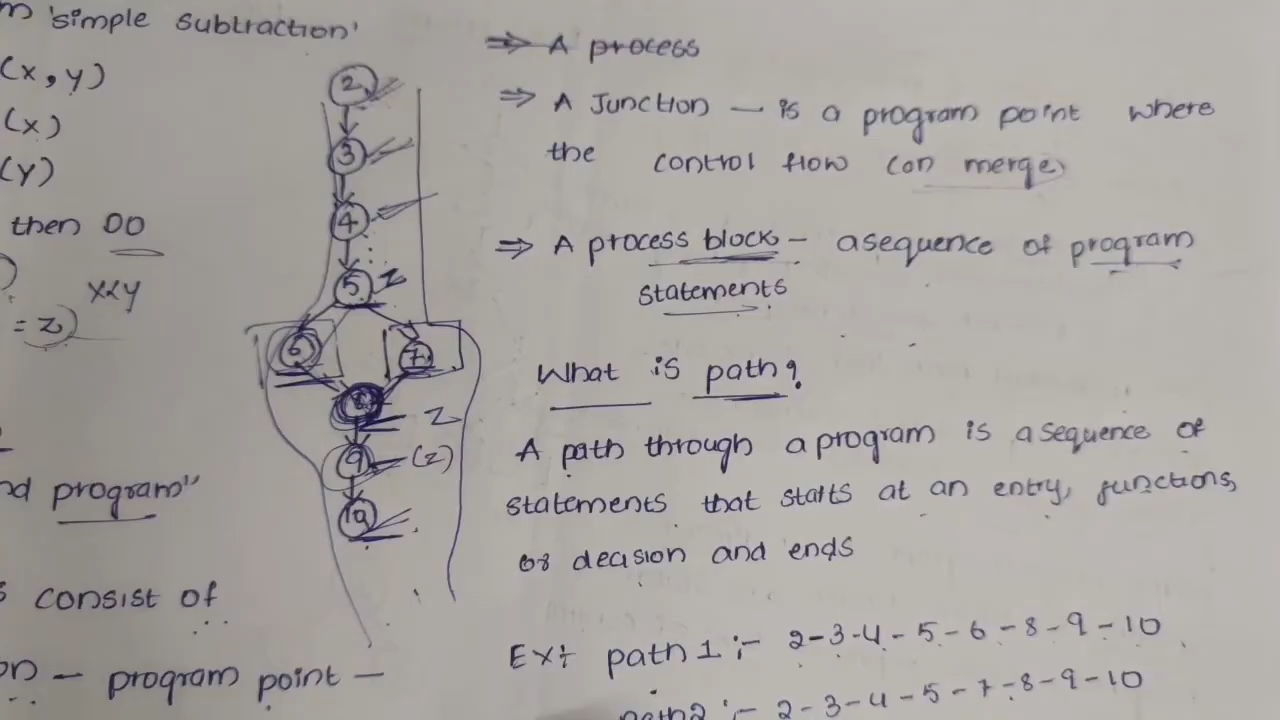 m 'simple subtraction'
(x, y)
(x)
(y)
then DO
x<y
= z)
nd program"
s consist of
on — program point —
2
3
4
5 z
6 7
8 z
9 (z)
10
⇒ A process
⇒ A Junction — is a program point where
the control flow can merge
⇒ A process block – a sequence of program
statements
What is path?
A path through a program is a sequence of
statements that starts at an entry, junctions,
or decision and ends
Ex:- path 1 :- 2-3-4-5-6-8-9-10
path2 :- 2-3-4-5-7-8-9-10